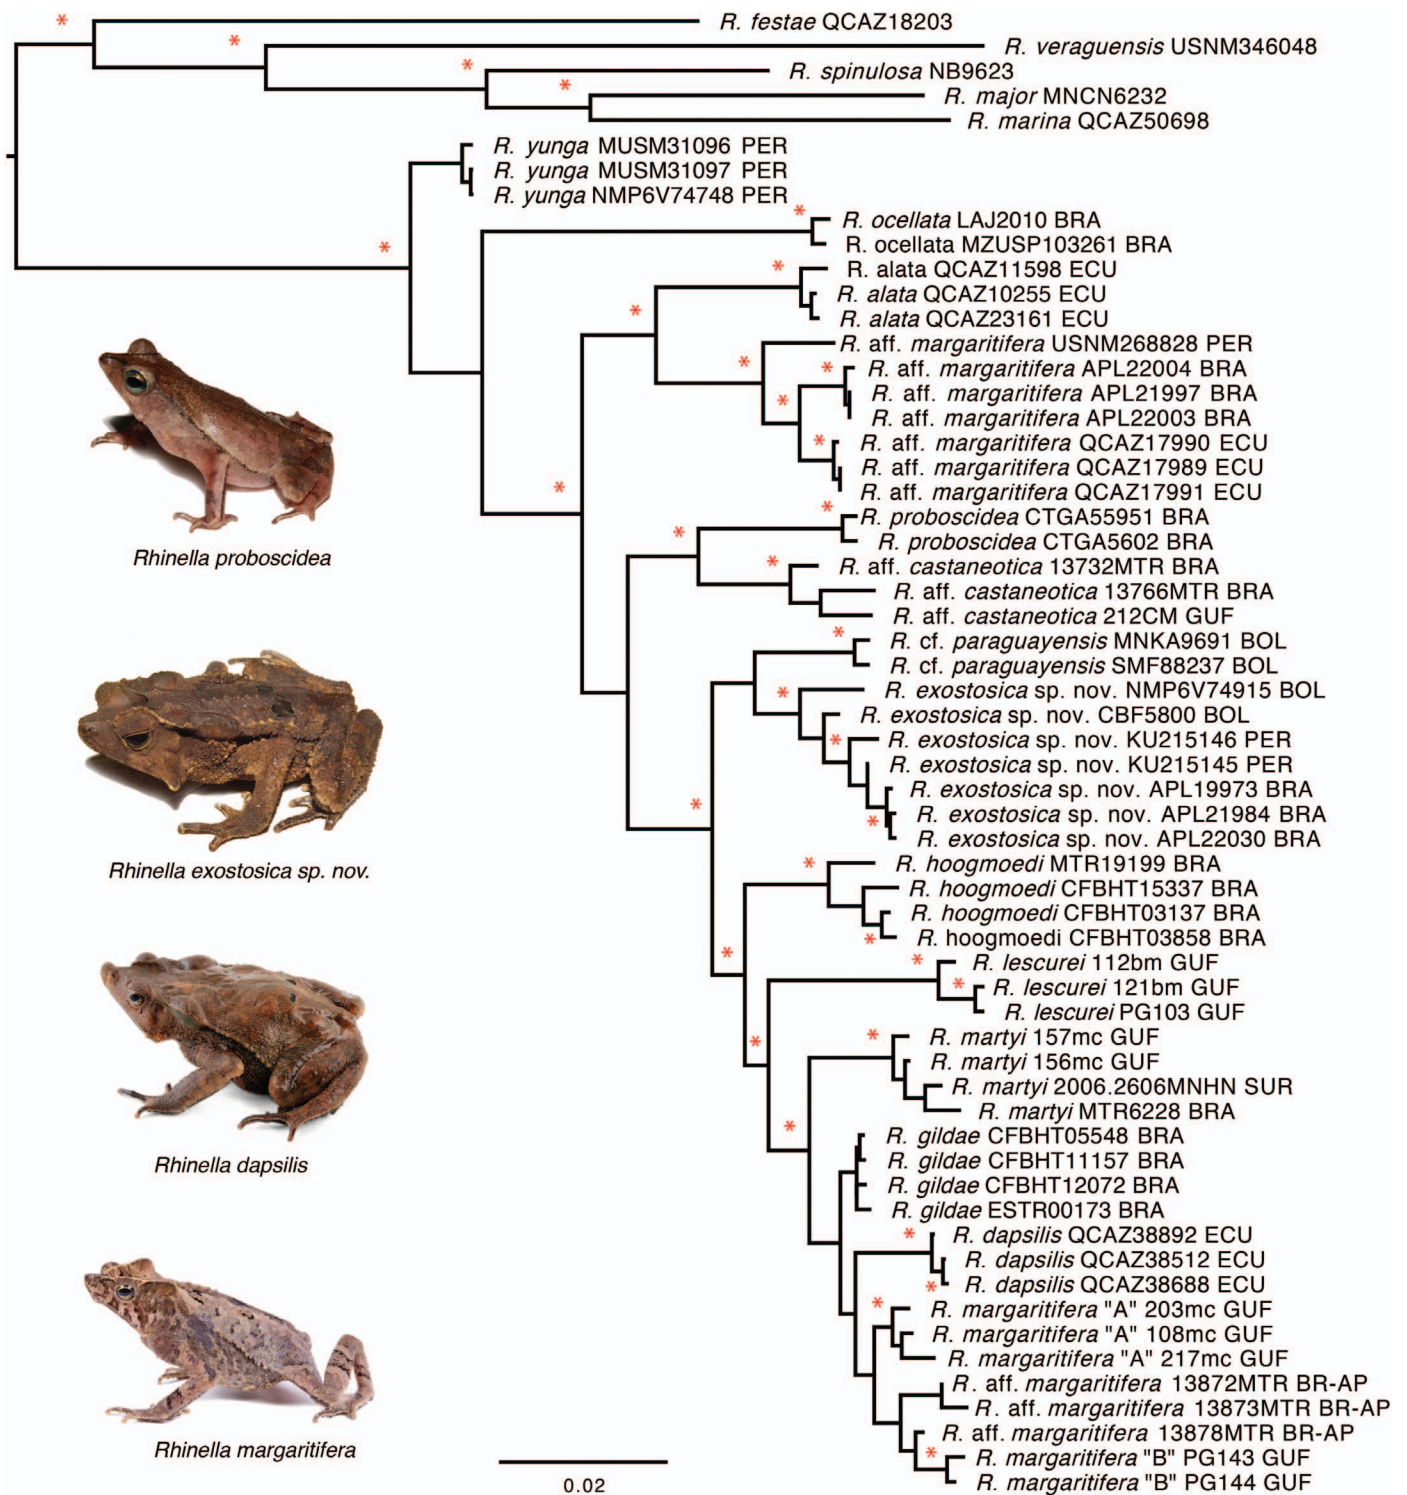 R. festae QCAZ18203
R. veraguensis USNM346048
R. spinulosa NB9623
R. major MNCN6232
R. marina QCAZ50698
R. yunga MUSM31096 PER
R. yunga MUSM31097 PER
R. yunga NMP6V74748 PER
R. ocellata LAJ2010 BRA
R. ocellata MZUSP103261 BRA
R. alata QCAZ11598 ECU
R. alata QCAZ10255 ECU
R. alata QCAZ23161 ECU
R. aff. margaritifera USNM268828 PER
R. aff. margaritifera APL22004 BRA
R. aff. margaritifera APL21997 BRA
R. aff. margaritifera APL22003 BRA
R. aff. margaritifera QCAZ17990 ECU
R. aff. margaritifera QCAZ17989 ECU
R. aff. margaritifera QCAZ17991 ECU
R. proboscidea CTGA55951 BRA
R. proboscidea CTGA5602 BRA
R. aff. castaneotica 13732MTR BRA
R. aff. castaneotica 13766MTR BRA
R. aff. castaneotica 212CM GUF
R. cf. paraguayensis MNKA9691 BOL
R. cf. paraguayensis SMF88237 BOL
R. exostosica sp. nov. NMP6V74915 BOL
R. exostosica sp. nov. CBF5800 BOL
R. exostosica sp. nov. KU215146 PER
R. exostosica sp. nov. KU215145 PER
R. exostosica sp. nov. APL19973 BRA
R. exostosica sp. nov. APL21984 BRA
R. exostosica sp. nov. APL22030 BRA
R. hoogmoedi MTR19199 BRA
R. hoogmoedi CFBHT15337 BRA
R. hoogmoedi CFBHT03137 BRA
R. hoogmoedi CFBHT03858 BRA
R. lescurei 112bm GUF
R. lescurei 121bm GUF
R. lescurei PG103 GUF
R. martyi 157mc GUF
R. martyi 156mc GUF
R. martyi 2006.2606MNHN SUR
R. martyi MTR6228 BRA
R. gildae CFBHT05548 BRA
R. gildae CFBHT11157 BRA
R. gildae CFBHT12072 BRA
R. gildae ESTR00173 BRA
R. dapsilis QCAZ38892 ECU
R. dapsilis QCAZ38512 ECU
R. dapsilis QCAZ38688 ECU
R. margaritifera "A" 203mc GUF
R. margaritifera "A" 108mc GUF
R. margaritifera "A" 217mc GUF
R. aff. margaritifera 13872MTR BR-AP
R. aff. margaritifera 13873MTR BR-AP
R. aff. margaritifera 13878MTR BR-AP
R. margaritifera "B" PG143 GUF
R. margaritifera "B" PG144 GUF
Rhinella proboscidea
Rhinella exostosica sp. nov.
Rhinella dapsilis
Rhinella margaritifera
0.02